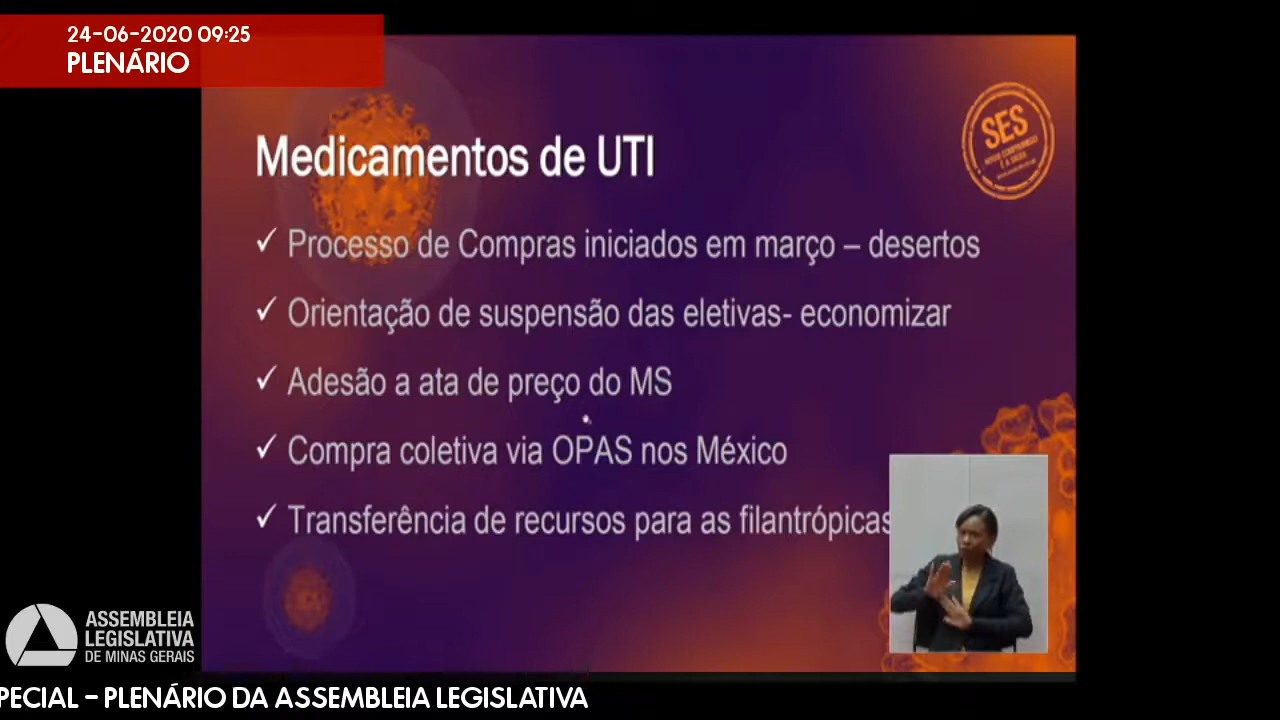 24-06-2020 09:25
PLENÁRIO
SES
Medicamentos de UTI
✓ Processo de Compras iniciados em março – desertos
✓ Orientação de suspensão das eletivas- economizar
✓ Adesão a ata de preço do MS
✓ Compra coletiva via OPAS nos México
✓ Transferência de recursos para as filantrópicas
ASSEMBLEIA
LEGISLATIVA
DE MINAS GERAIS
PECIAL – PLENÁRIO DA ASSEMBLEIA LEGISLATIVA